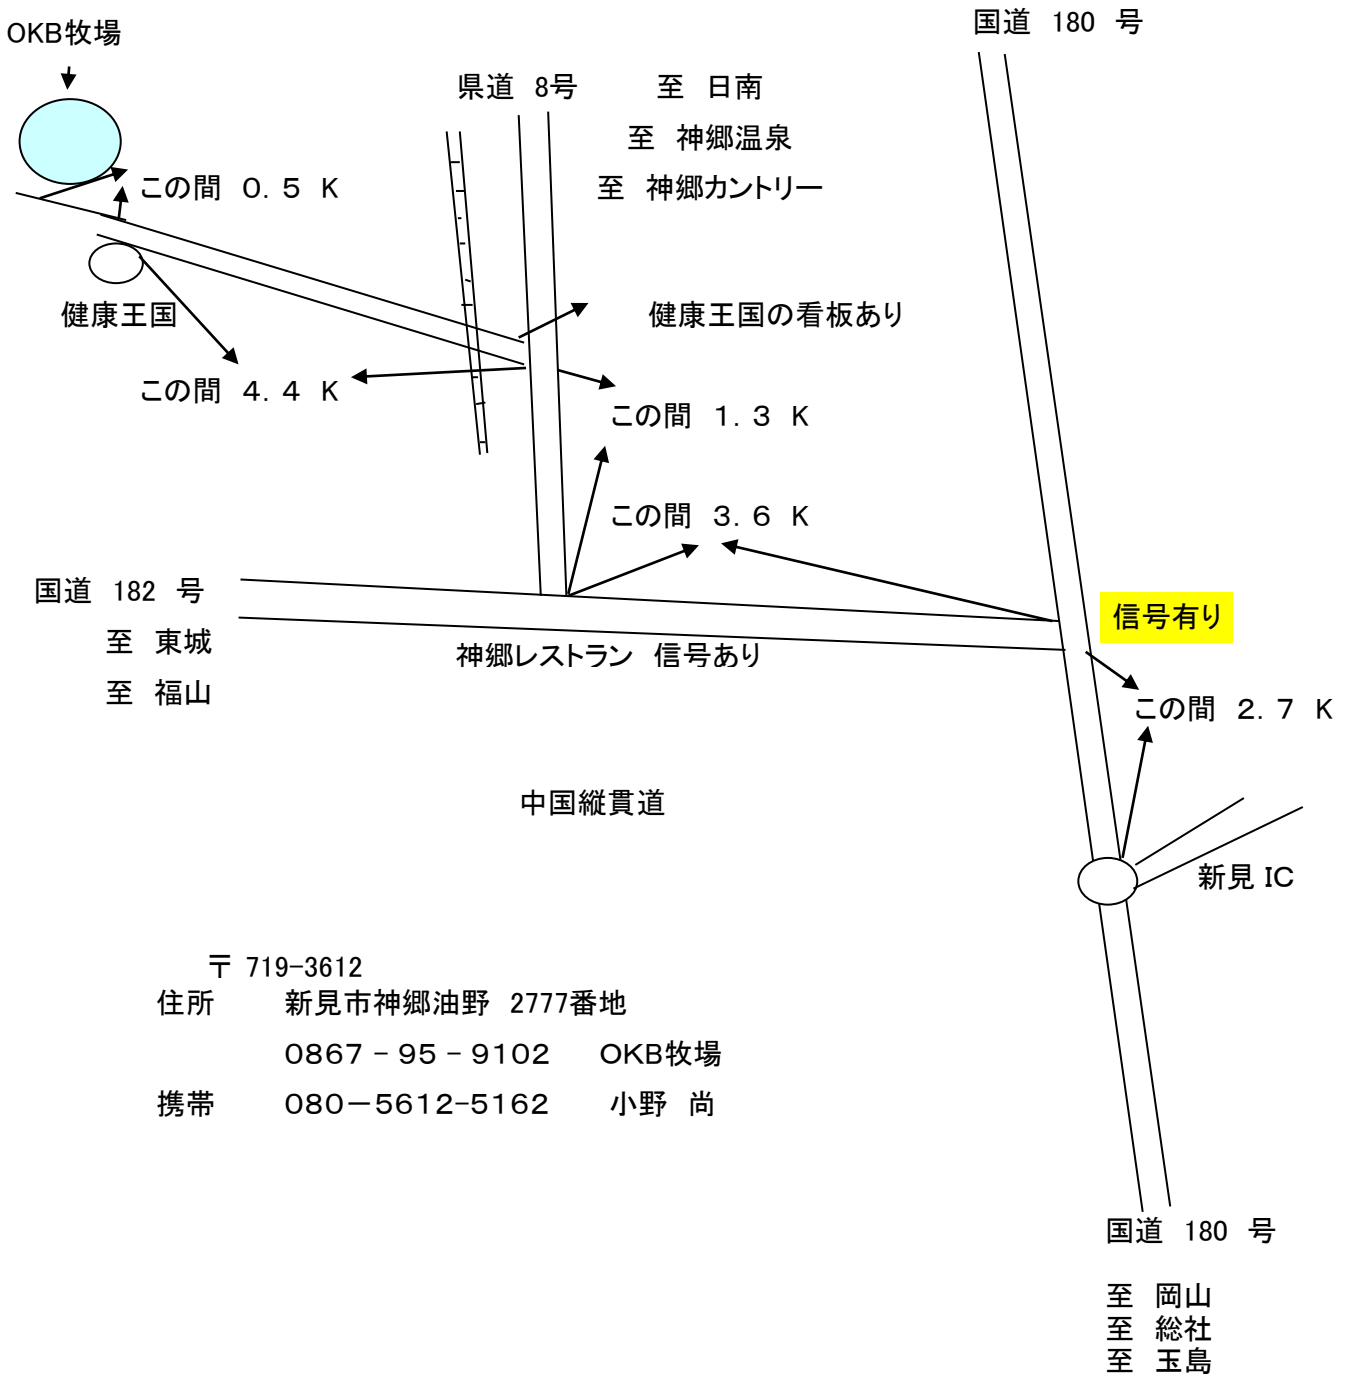 国道 180 号
OKB牧場
県道 8号 至 日南
至 神郷温泉
この間 ０．５ Ｋ
至 神郷カントリー
健康王国
健康王国の看板あり
この間 ４．４ Ｋ
この間 １．３ Ｋ
この間 ３．６ Ｋ
国道 182 号
信号有り
至 東城
神郷レストラン 信号あり
至 福山
この間 ２．７ Ｋ
中国縦貫道
新見 IC
〒 719-3612
住所 新見市神郷油野 2777番地
０８６７－９５－９１０２ ＯＫＢ牧場
携帯 ０８０－５６１２-５１６２ 小野 尚
国道 180 号
至 岡山
至 総社
至 玉島